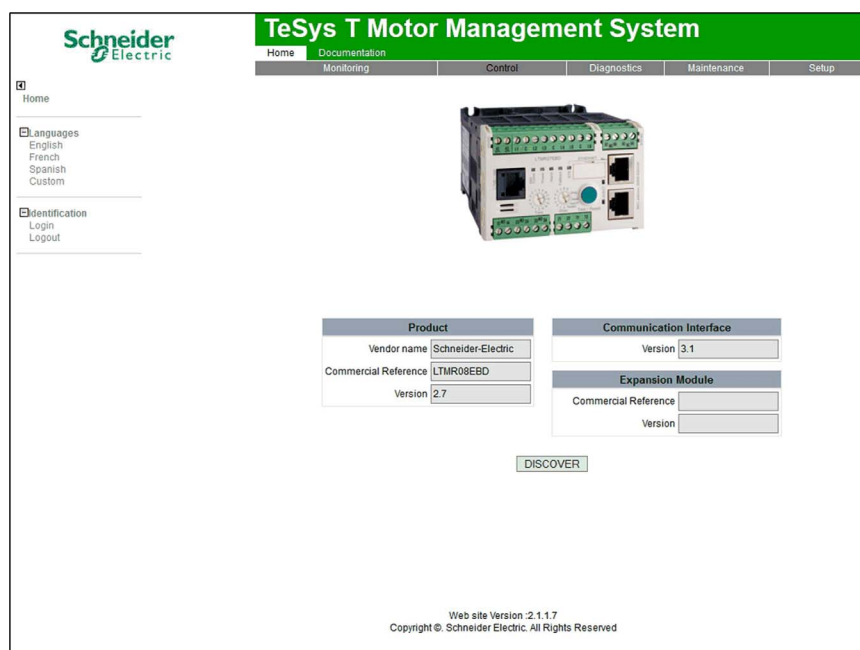 Schneider
Electric
TeSys T Motor Management System
Home Documentation
Monitoring Control Diagnostics Maintenance Setup
Home
Languages
English
French
Spanish
Custom
Identification
Login
Logout
LTMR27EBD
Product
Vendor name Schneider-Electric
Commercial Reference LTMR08EBD
Version 2.7
Communication Interface
Version 3.1
Expansion Module
Commercial Reference
Version
DISCOVER
Web site Version :2.1.1.7
Copyright ©. Schneider Electric. All Rights Reserved